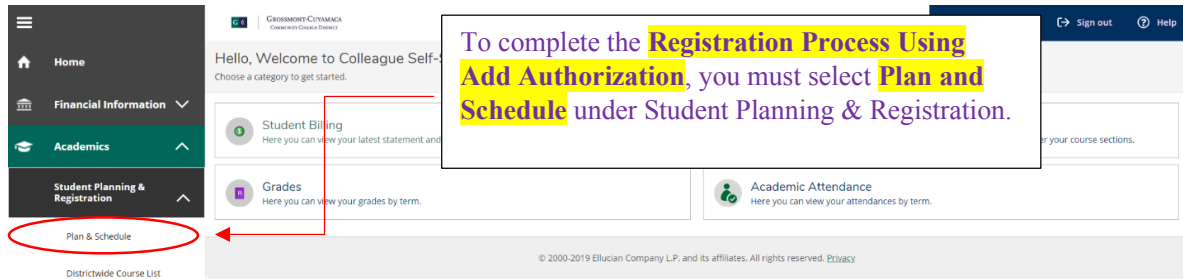 GROSSMONT-CUYAMACA
COMMUNITY COLLEGE DISTRICT
Sign out
Help
Home
Financial Information
Academics
Student Planning &
Registration
Plan & Schedule
Districtwide Course List
Hello, Welcome to Colleague Self-
Choose a category to get started.
To complete the Registration Process Using
Add Authorization, you must select Plan and
Schedule under Student Planning & Registration.
Student Billing
Here you can view your latest statement and
er your course sections.
Grades
Here you can view your grades by term.
Academic Attendance
Here you can view your attendances by term.
© 2000-2019 Ellucian Company L.P. and its affiliates. All rights reserved. Privacy